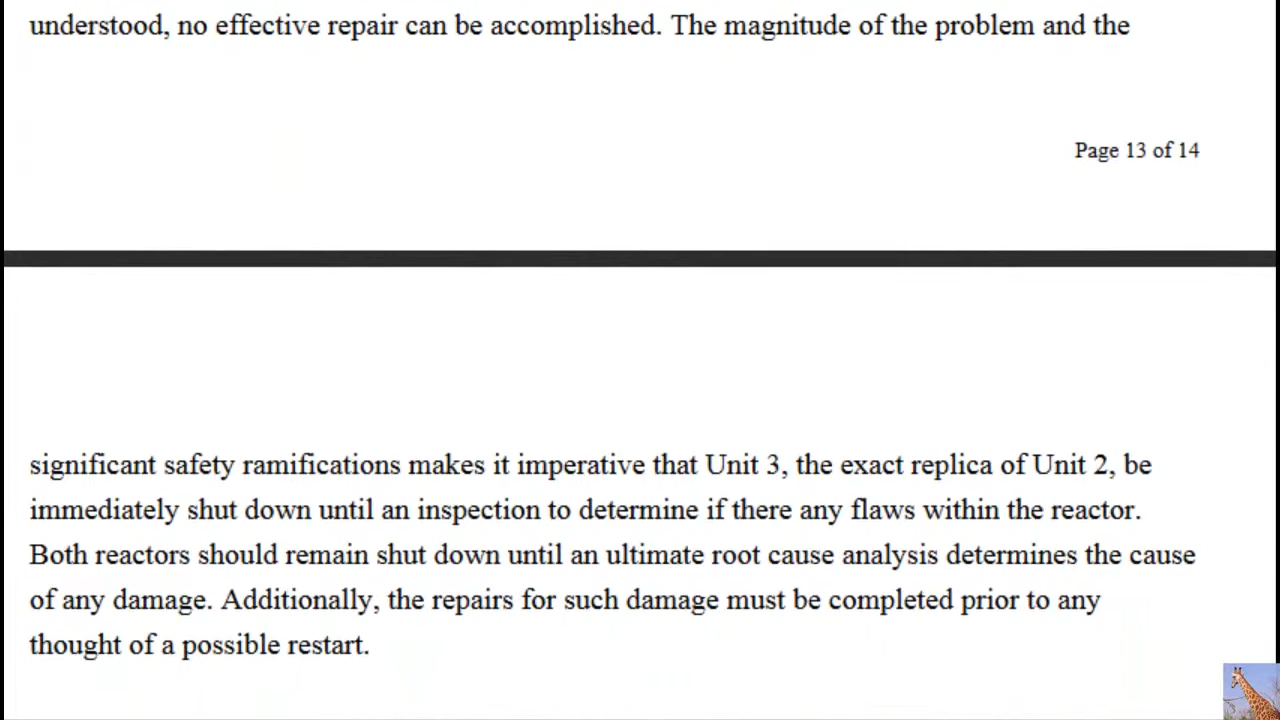 understood, no effective repair can be accomplished. The magnitude of the problem and the
Page 13 of 14
significant safety ramifications makes it imperative that Unit 3, the exact replica of Unit 2, be
immediately shut down until an inspection to determine if there any flaws within the reactor.
Both reactors should remain shut down until an ultimate root cause analysis determines the cause
of any damage. Additionally, the repairs for such damage must be completed prior to any
thought of a possible restart.